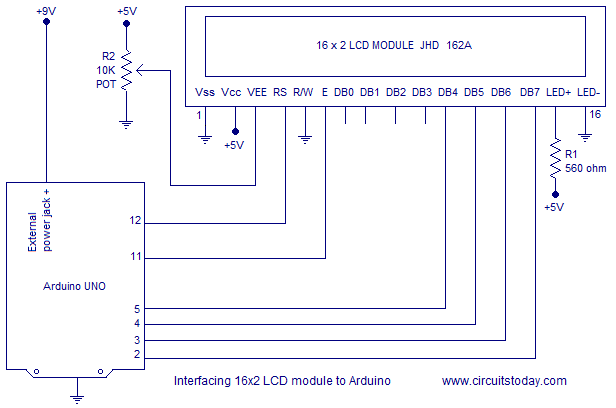 +9V
+5V
R2
10K
POT
16 x 2 LCD MODULE JHD 162A
Vss Vcc VEE RS R/W E DB0 DB1 DB2 DB3 DB4 DB5 DB6 DB7 LED+ LED-
1
16
+5V
R1
560 ohm
+5V
External
power jack +
12
11
Arduino UNO
5
4
3
2
Interfacing 16x2 LCD module to Arduino
www.circuitstoday.com